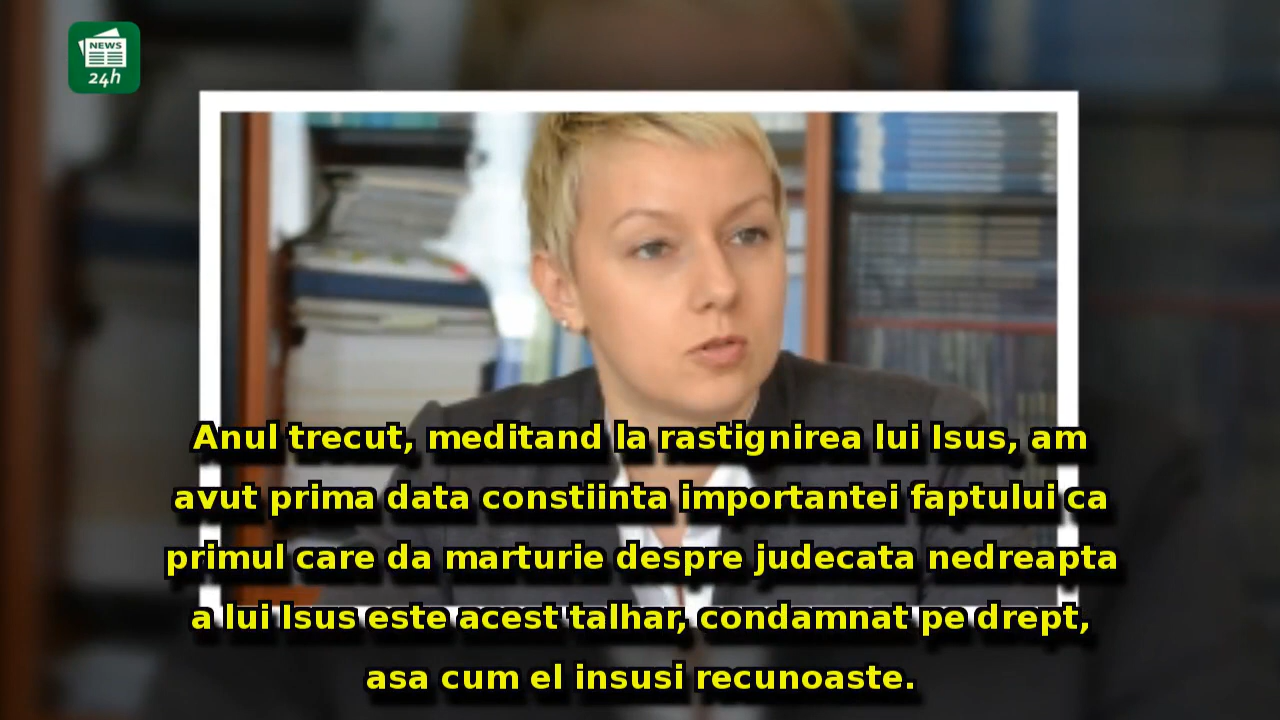 NEWS
24h
Anul trecut, meditand la rastignirea lui Isus, am
avut prima data constiinta importantei faptului ca
primul care da marturie despre judecata nedreapta
a lui Isus este acest talhar, condamnat pe drept,
asa cum el insusi recunoaste.